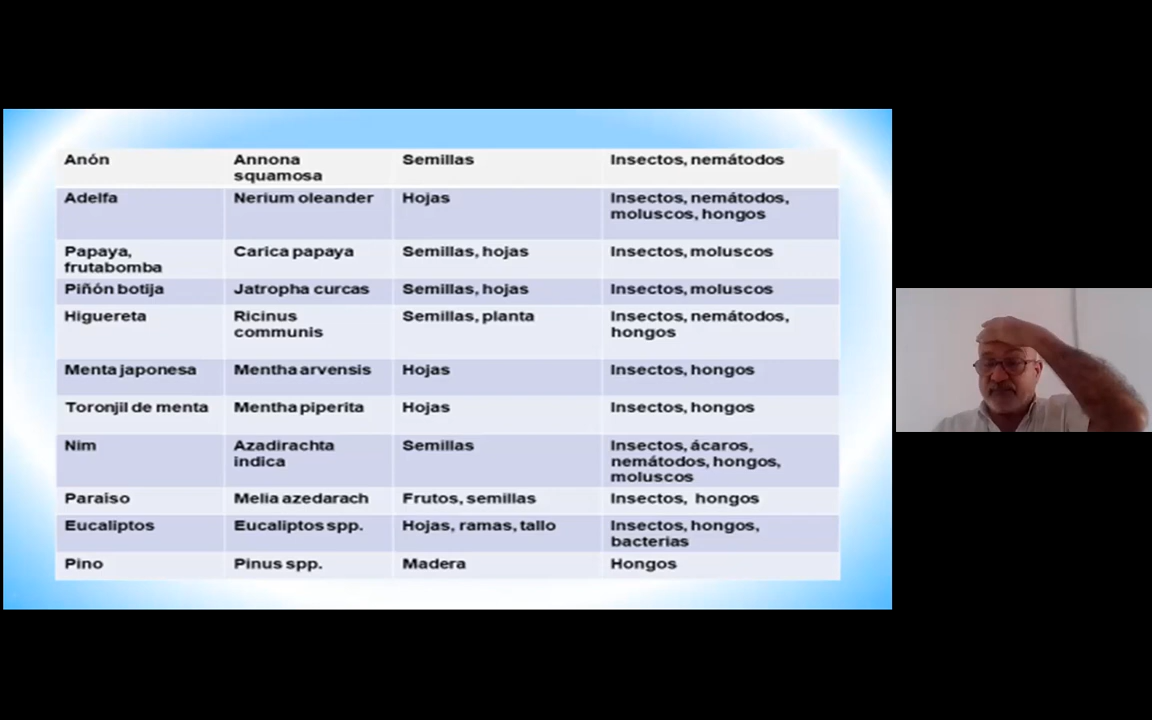 Anón Annona Semillas Insectos, nemátodos
squamosa
Adelfa Nerium oleander Hojas Insectos, nemátodos,
moluscos, hongos
Papaya, Carica papaya Semillas, hojas Insectos, moluscos
frutabomba
Piñón botija Jatropha curcas Semillas, hojas Insectos, moluscos
Higuereta Ricinus Semillas, planta Insectos, nemátodos,
communis hongos
Menta japonesa Mentha arvensis Hojas Insectos, hongos
Toronjil de menta Mentha piperita Hojas Insectos, hongos
Nim Azadirachta Semillas Insectos, ácaros,
indica nemátodos, hongos,
moluscos
Paraiso Melia azedarach Frutos, semillas Insectos, hongos
Eucaliptos Eucaliptos spp. Hojas, ramas, tallo Insectos, hongos,
bacterias
Pino Pinus spp. Madera Hongos